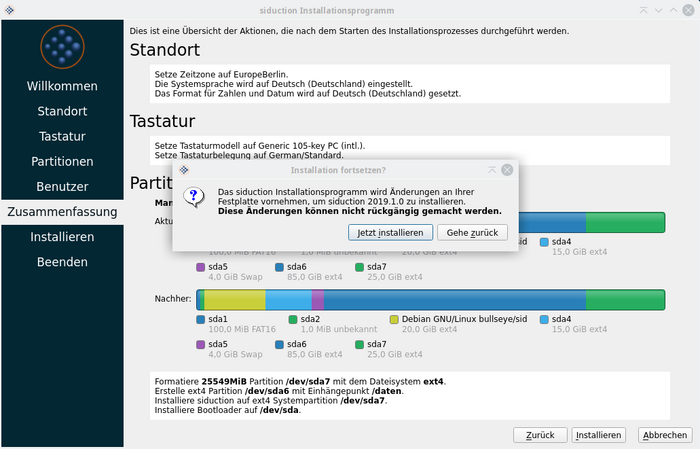 siduction Installationsprogramm
Dies ist eine Übersicht der Aktionen, die nach dem Starten des Installationsprozesses durchgeführt werden.
Willkommen
Standort
Tastatur
Partitionen
Benutzer
Zusammenfassung
Installieren
Beenden
Standort
Setze Zeitzone auf EuropeBerlin.
Die Systemsprache wird auf Deutsch (Deutschland) eingestellt.
Das Format für Zahlen und Datum wird auf Deutsch (Deutschland) gesetzt.
Tastatur
Setze Tastaturmodell auf Generic 105-key PC (intl.).
Setze Tastaturbelegung auf German/Standard.
Partit
Man
Aktu
Installation fortsetzen?
Das siduction Installationsprogramm wird Änderungen an Ihrer
Festplatte vornehmen, um siduction 2019.1.0 zu installieren.
Diese Änderungen können nicht rückgängig gemacht werden.
Jetzt installieren Gehe zurück
sid sda4
100,0 MiB FAT16 1,0 MiB unbekannt 20,0 GiB ext4 15,0 GiB ext4
sda5 sda6 sda7
4,0 GiB Swap 85,0 GiB ext4 25,0 GiB ext4
Nachher:
sda1 sda2 Debian GNU/Linux bullseye/sid sda4
100,0 MiB FAT16 1,0 MiB unbekannt 20,0 GiB ext4 15,0 GiB ext4
sda5 sda6 sda7
4,0 GiB Swap 85,0 GiB ext4 25,0 GiB ext4
Formatiere 25549MiB Partition /dev/sda7 mit dem Dateisystem ext4.
Erstelle ext4 Partition /dev/sda6 mit Einhängepunkt /daten.
Installiere siduction auf ext4 Systempartition /dev/sda7.
Installiere Bootloader auf /dev/sda.
Zurück Installieren Abbrechen